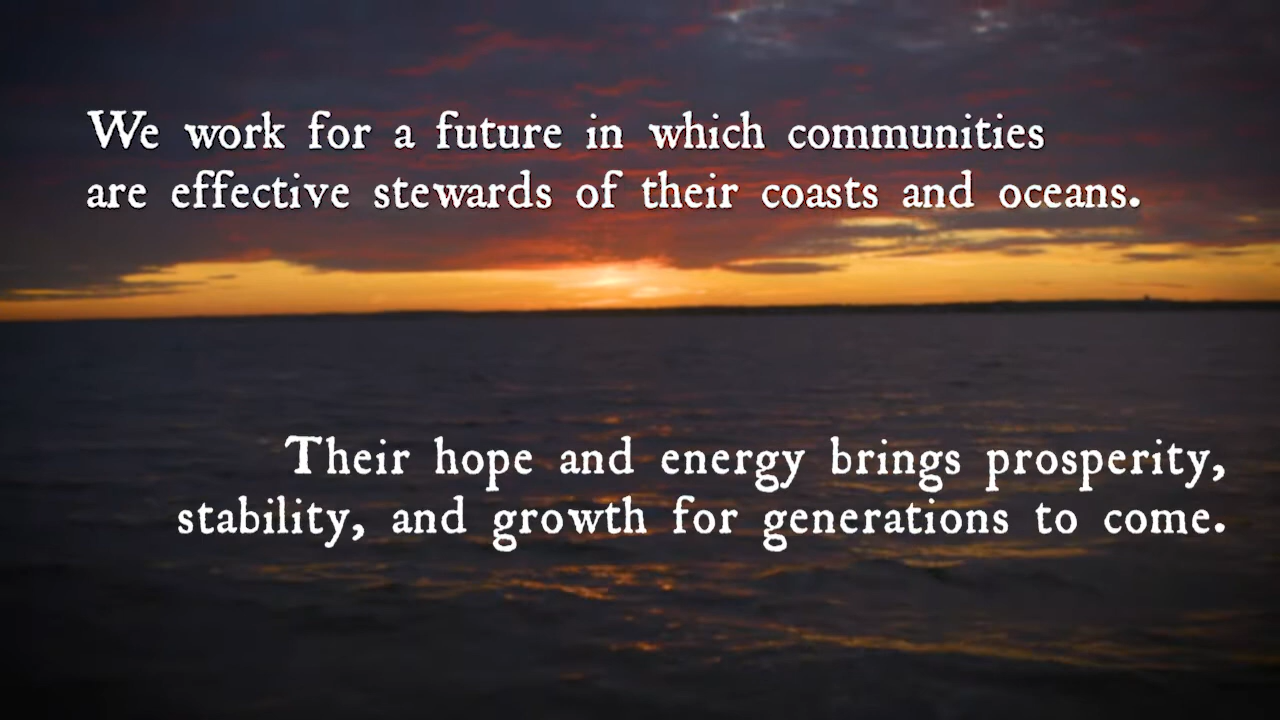 We work for a future in which communities
are effective stewards of their coasts and oceans.
Their hope and energy brings prosperity,
stability, and growth for generations to come.